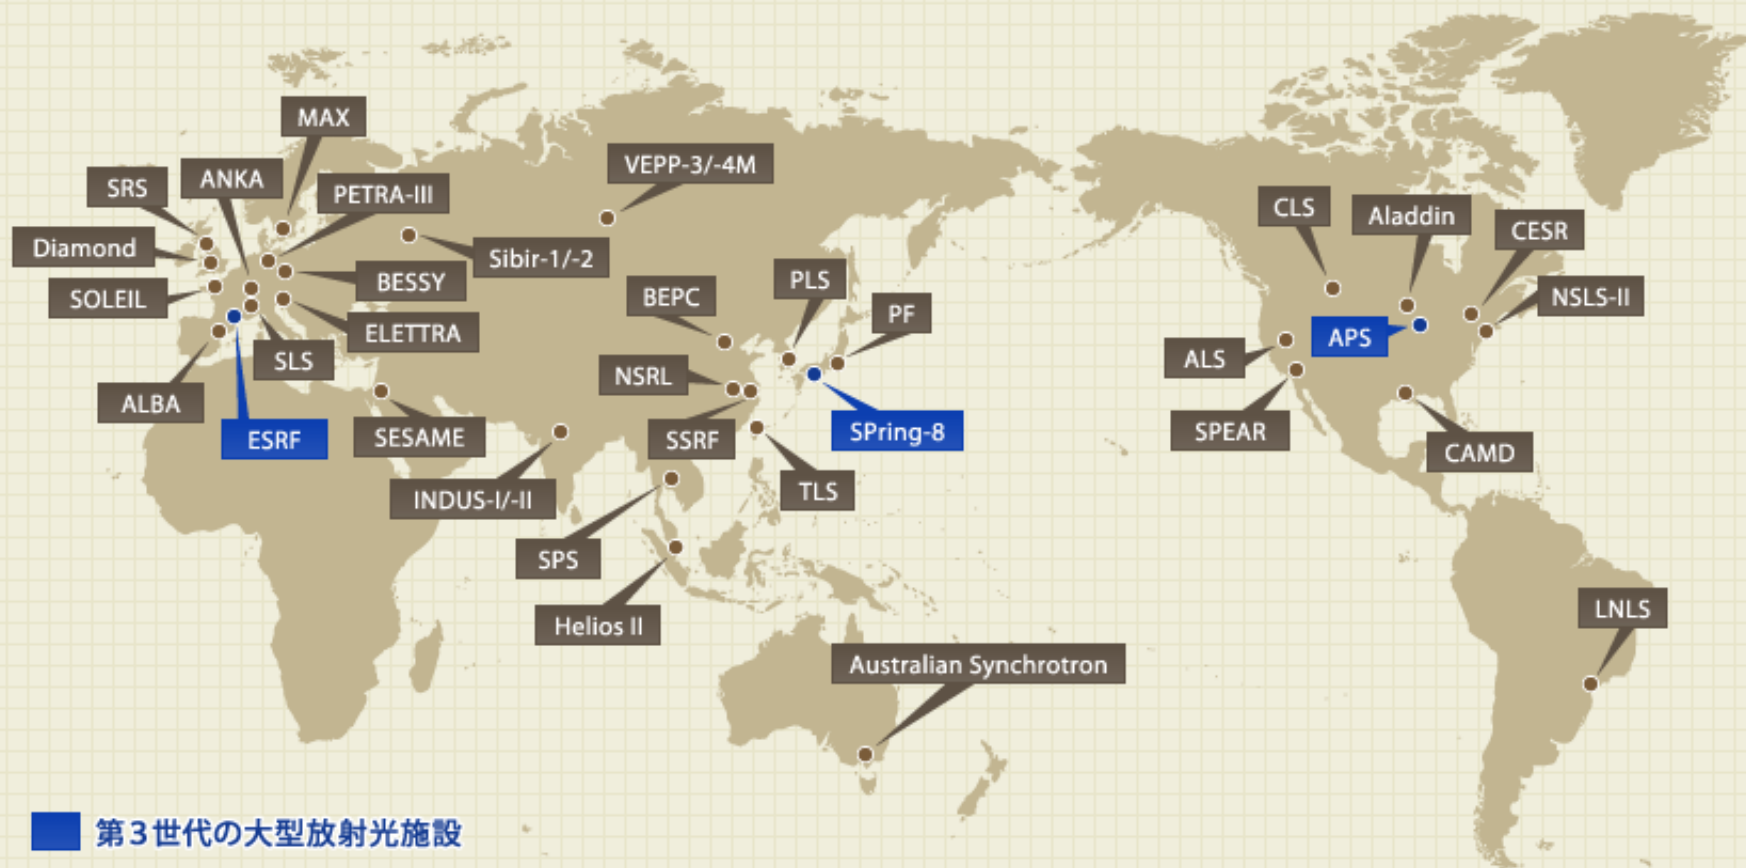 MAX
SRS
ANKA
PETRA-III
VEPP-3/-4M
Diamond
Sibir-1/-2
SOLEIL
BESSY
ELETTRA
SLS
ALBA
ESRF
SESAME
BEPC
PLS
PF
NSRL
SSRF
SPring-8
INDUS-I/-II
TLS
SPS
Helios II
Australian Synchrotron
CLS
Aladdin
CESR
NSLS-II
APS
ALS
SPEAR
CAMD
LNLS
第3世代の大型放射光施設